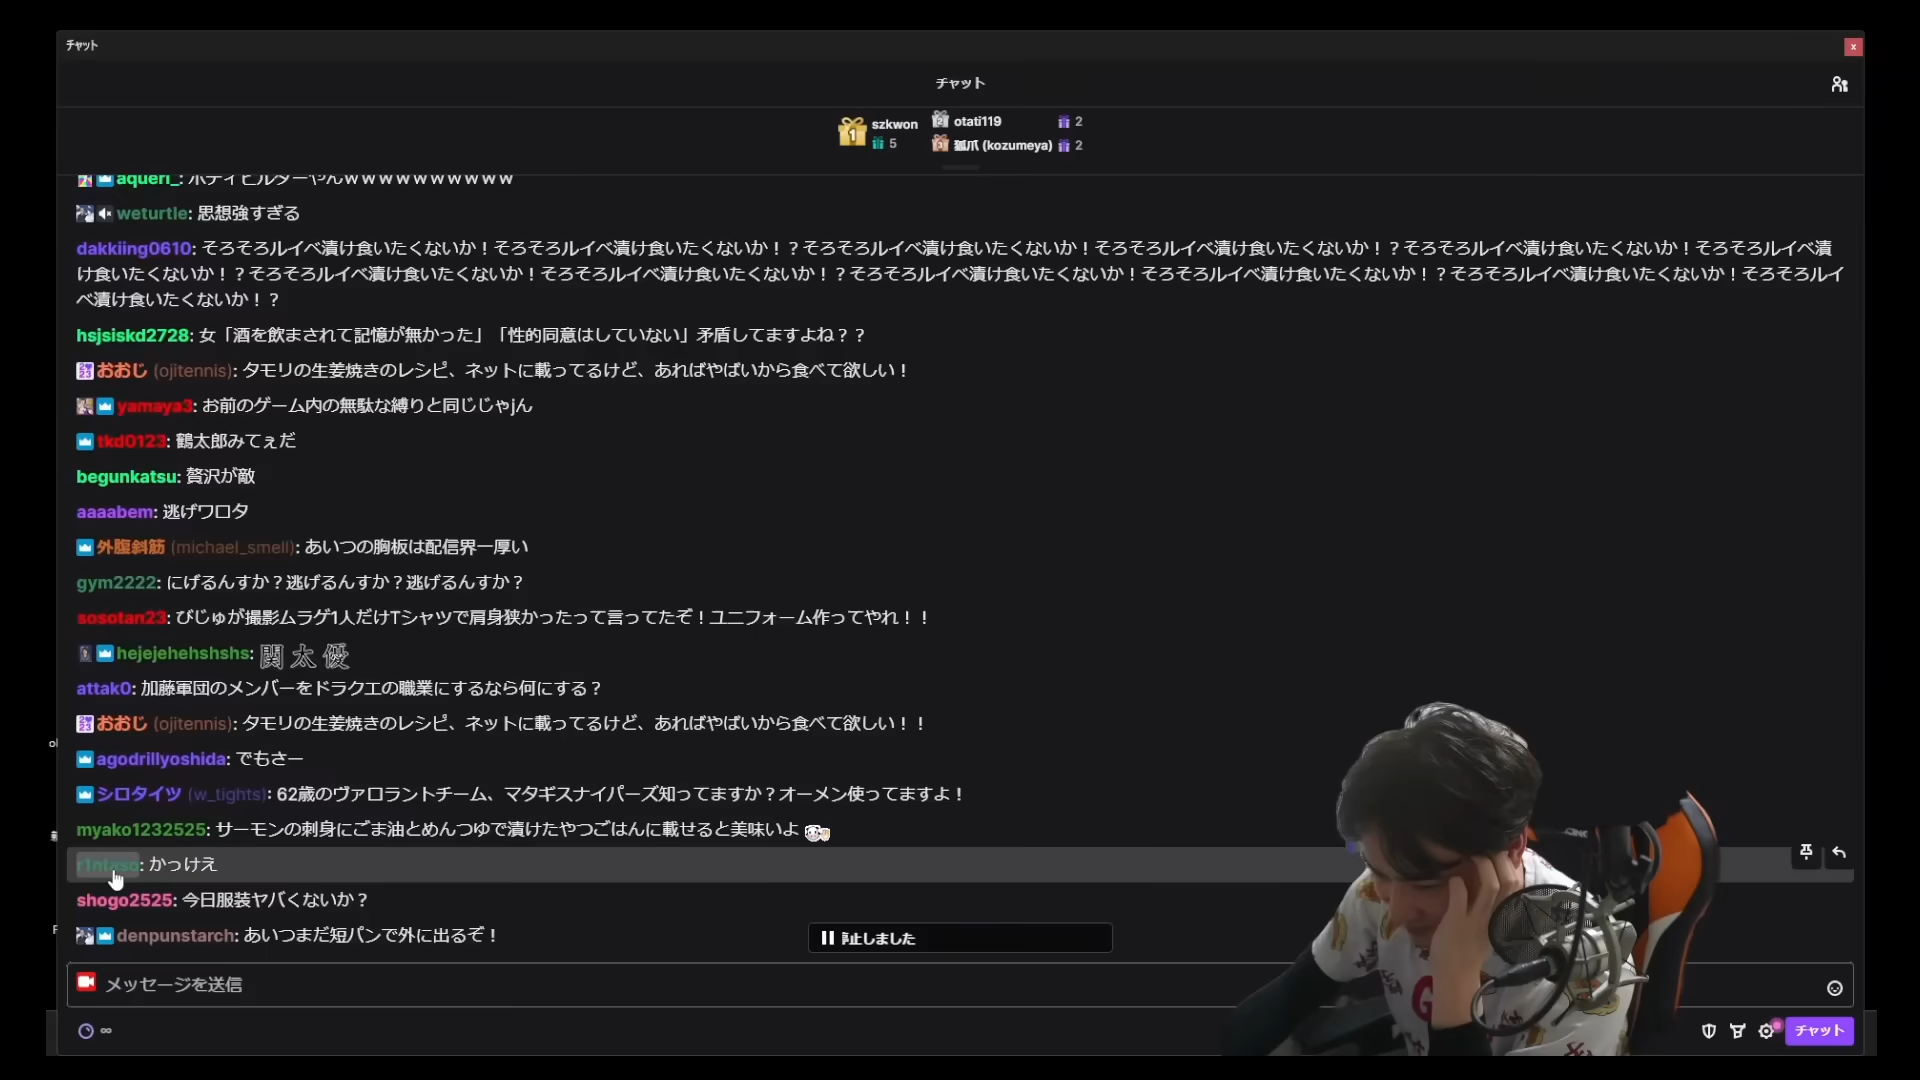 チャット
チャット
szkwon
5
otati119
2
狐爪 (kozumeya)
2
aqueri_: ボディビルダーやんwwwwwwwwww
weturtle: 思想強すぎる
dakkiing0610: そろそろルイベ漬け食いたくないか！そろそろルイベ漬け食いたくないか！？そろそろルイベ漬け食いたくないか！そろそろルイベ漬け食いたくないか！？そろそろルイベ漬け食いたくないか！そろそろルイベ漬
け食いたくないか！？そろそろルイベ漬け食いたくないか！そろそろルイベ漬け食いたくないか！？そろそろルイベ漬け食いたくないか！そろそろルイベ漬け食いたくないか！？そろそろルイベ漬け食いたくないか！そろそろルイ
ベ漬け食いたくないか！？
hsjsiskd2728: 女「酒を飲まされて記憶が無かった」「性的同意はしていない」矛盾してますよね？？
おおじ (ojitennis): タモリの生姜焼きのレシピ、ネットに載ってるけど、あればやばいから食べて欲しい！
yamaya3: お前のゲーム内の無駄な縛りと同じじゃjん
tkd0123: 鶴太郎みてぇだ
begunkatsu: 贅沢が敵
aaaabem: 逃げワロタ
外腹斜筋 (michael_smell): あいつの胸板は配信界一厚い
gym2222: にげるんすか？逃げるんすか？逃げるんすか？
sosotan23: びじゅが撮影ムラゲ1人だけTシャツで肩身狭かったって言ってたぞ！ユニフォーム作ってやれ！！
hejejehehshshs: 関 太 優
attak0: 加藤軍団のメンバーをドラクエの職業にするなら何にする？
おおじ (ojitennis): タモリの生姜焼きのレシピ、ネットに載ってるけど、あればやばいから食べて欲しい！！
agodrillyoshida: でもさー
シロタイツ (w_tights): 62歳のヴァロラントチーム、マタギスナイパーズ知ってますか？オーメン使ってますよ！
myako1232525: サーモンの刺身にごま油とめんつゆで漬けたやつごはんに載せると美味いよ
r1ntaso: かっけえ
shogo2525: 今日服装ヤバくないか？
denpunstarch: あいつまだ短パンで外に出るぞ！
止しました
メッセージを送信
∞
チャット